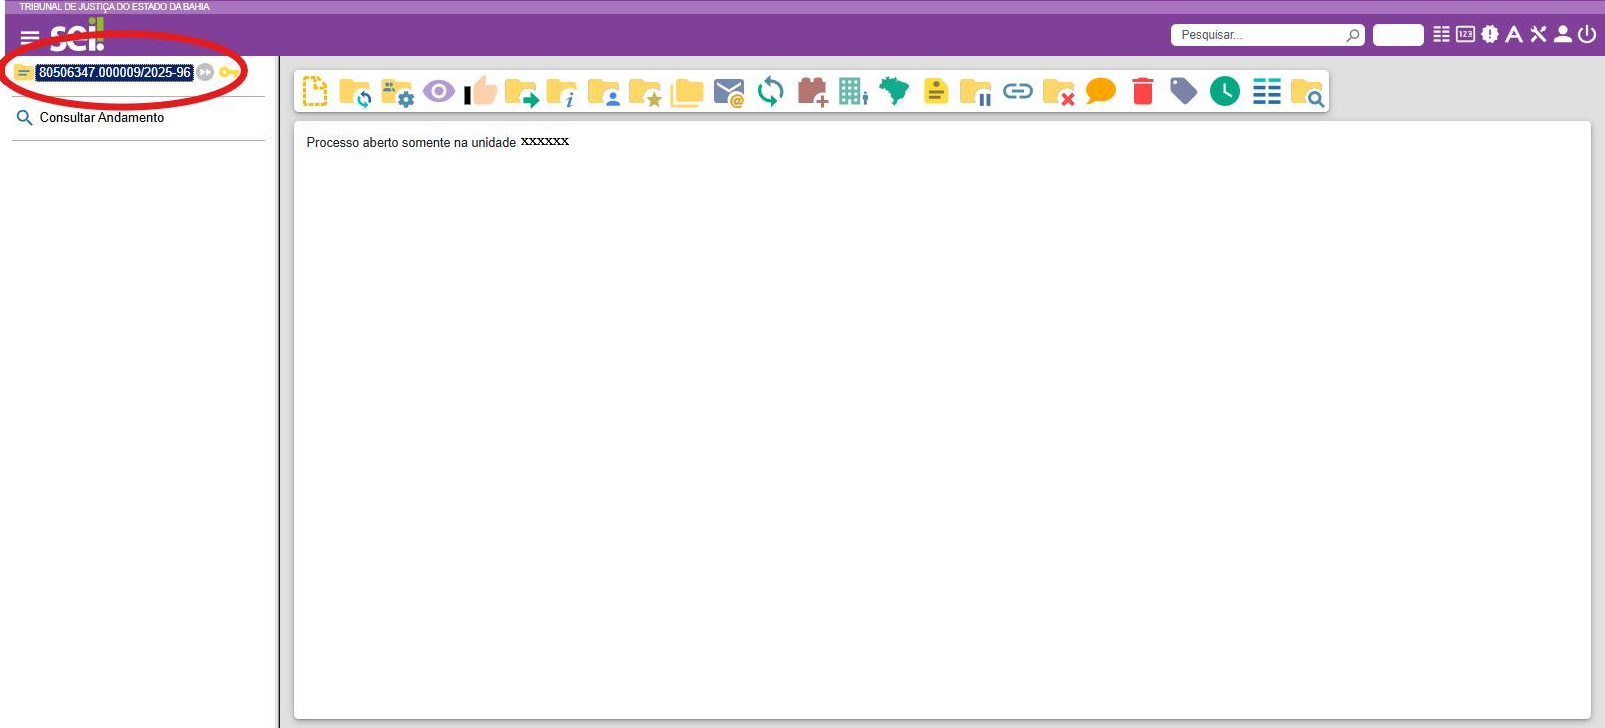 TRIBUNAL DE JUSTIÇA DO ESTADO DA BAHIA
sei!
Pesquisar...
123
80506347.000009/2025-96
Consultar Andamento
Processo aberto somente na unidade xxxxxx